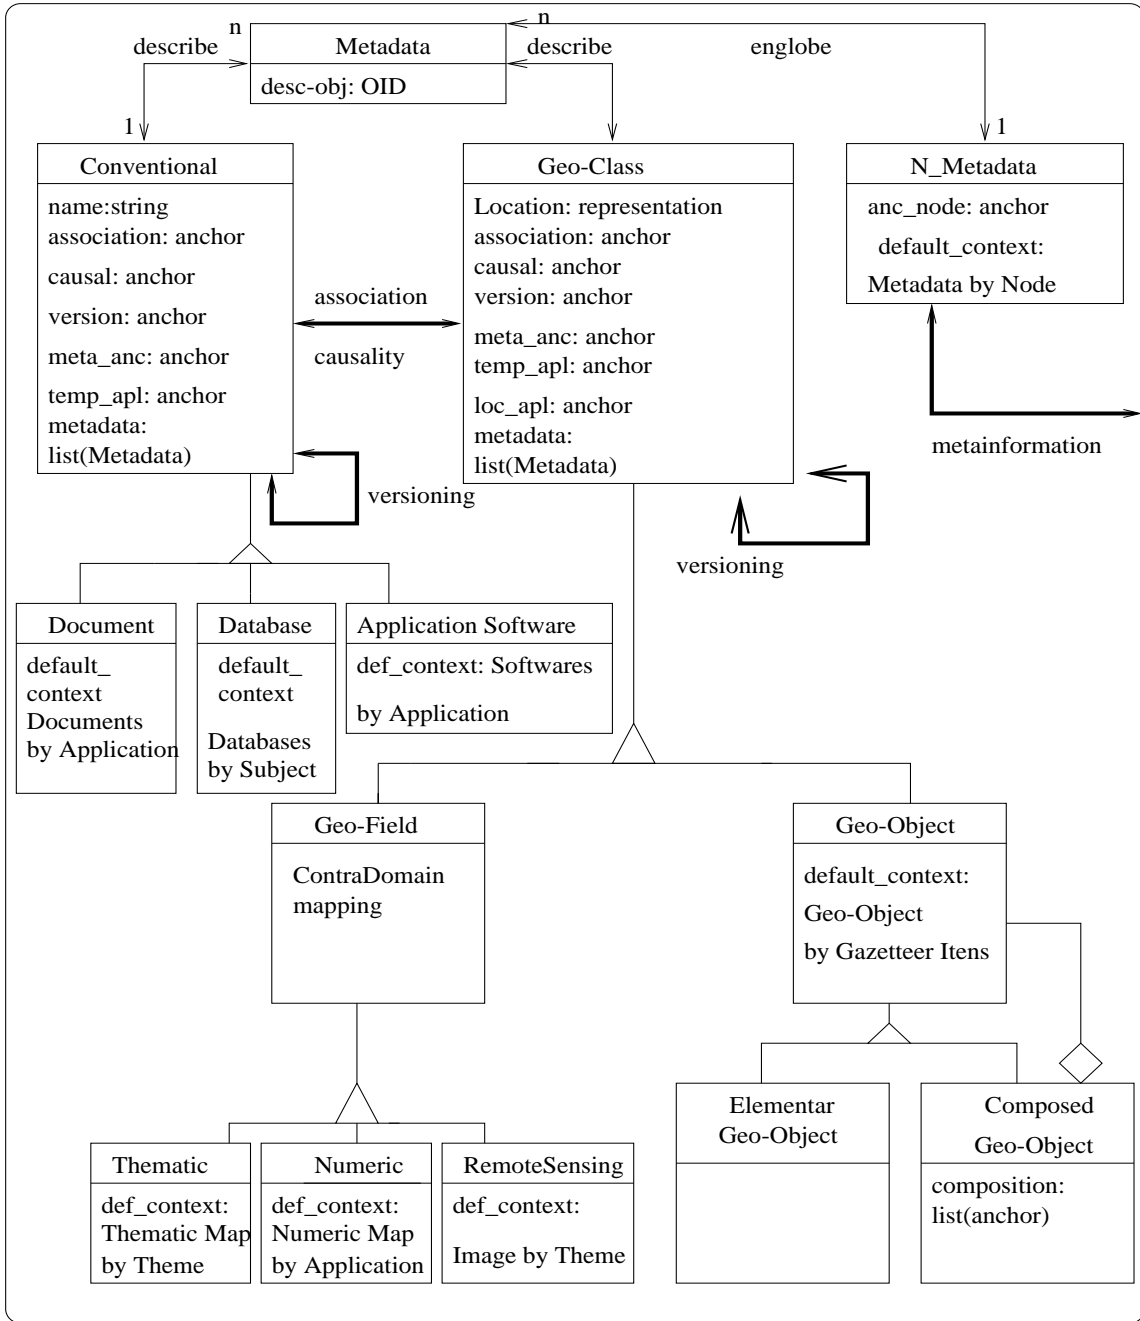 n
n
describe
Metadata
describe
englobe
desc-obj: OID
1
1
Conventional
name:string
association: anchor
causal: anchor
version: anchor
meta_anc: anchor
temp_apl: anchor
metadata:
list(Metadata)
association
causality
Geo-Class
Location: representation
association: anchor
causal: anchor
version: anchor
meta_anc: anchor
temp_apl: anchor
loc_apl: anchor
metadata:
list(Metadata)
N_Metadata
anc_node: anchor
default_context:
Metadata by Node
metainformation
versioning
versioning
Document
default_
context
Documents
by Application
Database
default_
context
Databases
by Subject
Application Software
def_context: Softwares
by Application
Geo-Field
ContraDomain
mapping
Geo-Object
default_context:
Geo-Object
by Gazetteer Itens
Thematic
def_context:
Thematic Map
by Theme
Numeric
def_context:
Numeric Map
by Application
RemoteSensing
def_context:
Image by Theme
Elementar
Geo-Object
Composed
Geo-Object
composition:
list(anchor)